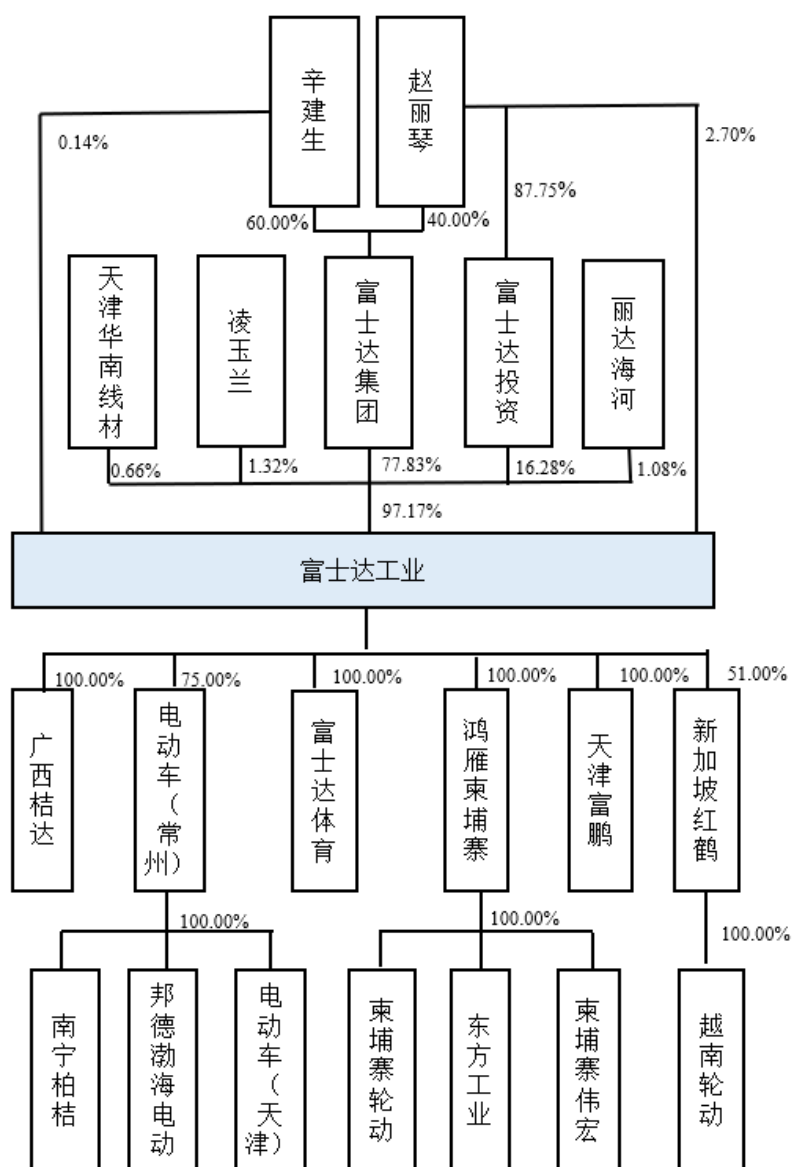 辛建生
赵丽琴
0.14%
2.70%
87.75%
60.00%
40.00%
天津华南线材
凌玉兰
富士达集团
富士达投资
丽达海河
0.66%
1.32%
77.83%
16.28%
1.08%
97.17%
富士达工业
100.00%
75.00%
100.00%
100.00%
100.00%
51.00%
广西桔达
电动车（常州）
富士达体育
鸿雁柬埔寨
天津富鹏
新加坡红鹤
100.00%
100.00%
100.00%
南宁柏桔
邦德渤海电动
电动车（天津）
柬埔寨轮动
东方工业
柬埔寨伟宏
越南轮动